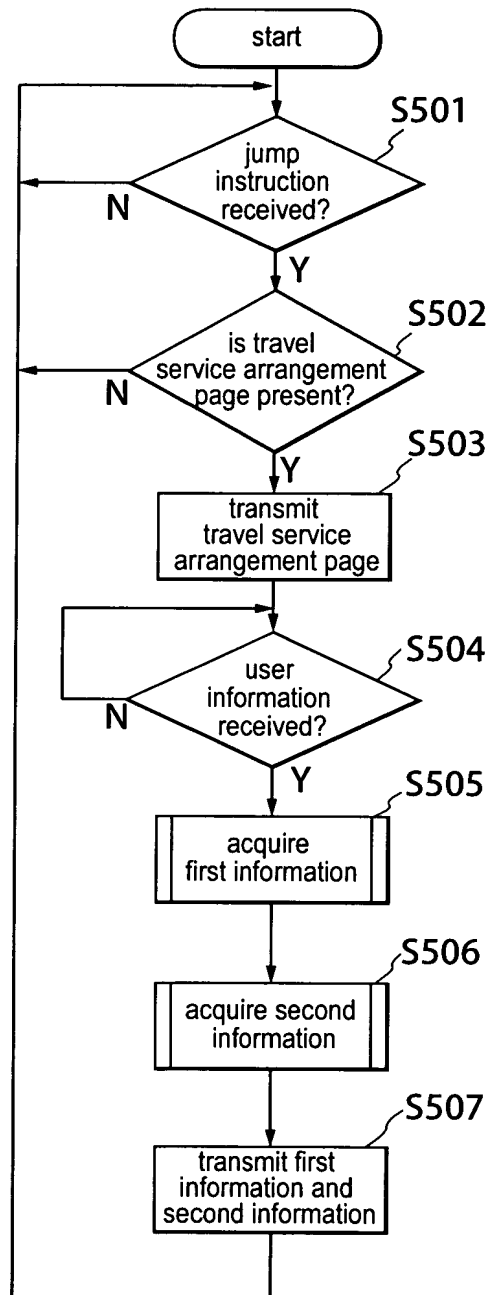 start
S501
jump
instruction
received?
N
Y
S502
is travel
service arrangement
page present?
N
Y
S503
transmit
travel service
arrangement page
S504
user
information
received?
N
Y
S505
acquire
first information
S506
acquire second
information
S507
transmit first
information and
second information